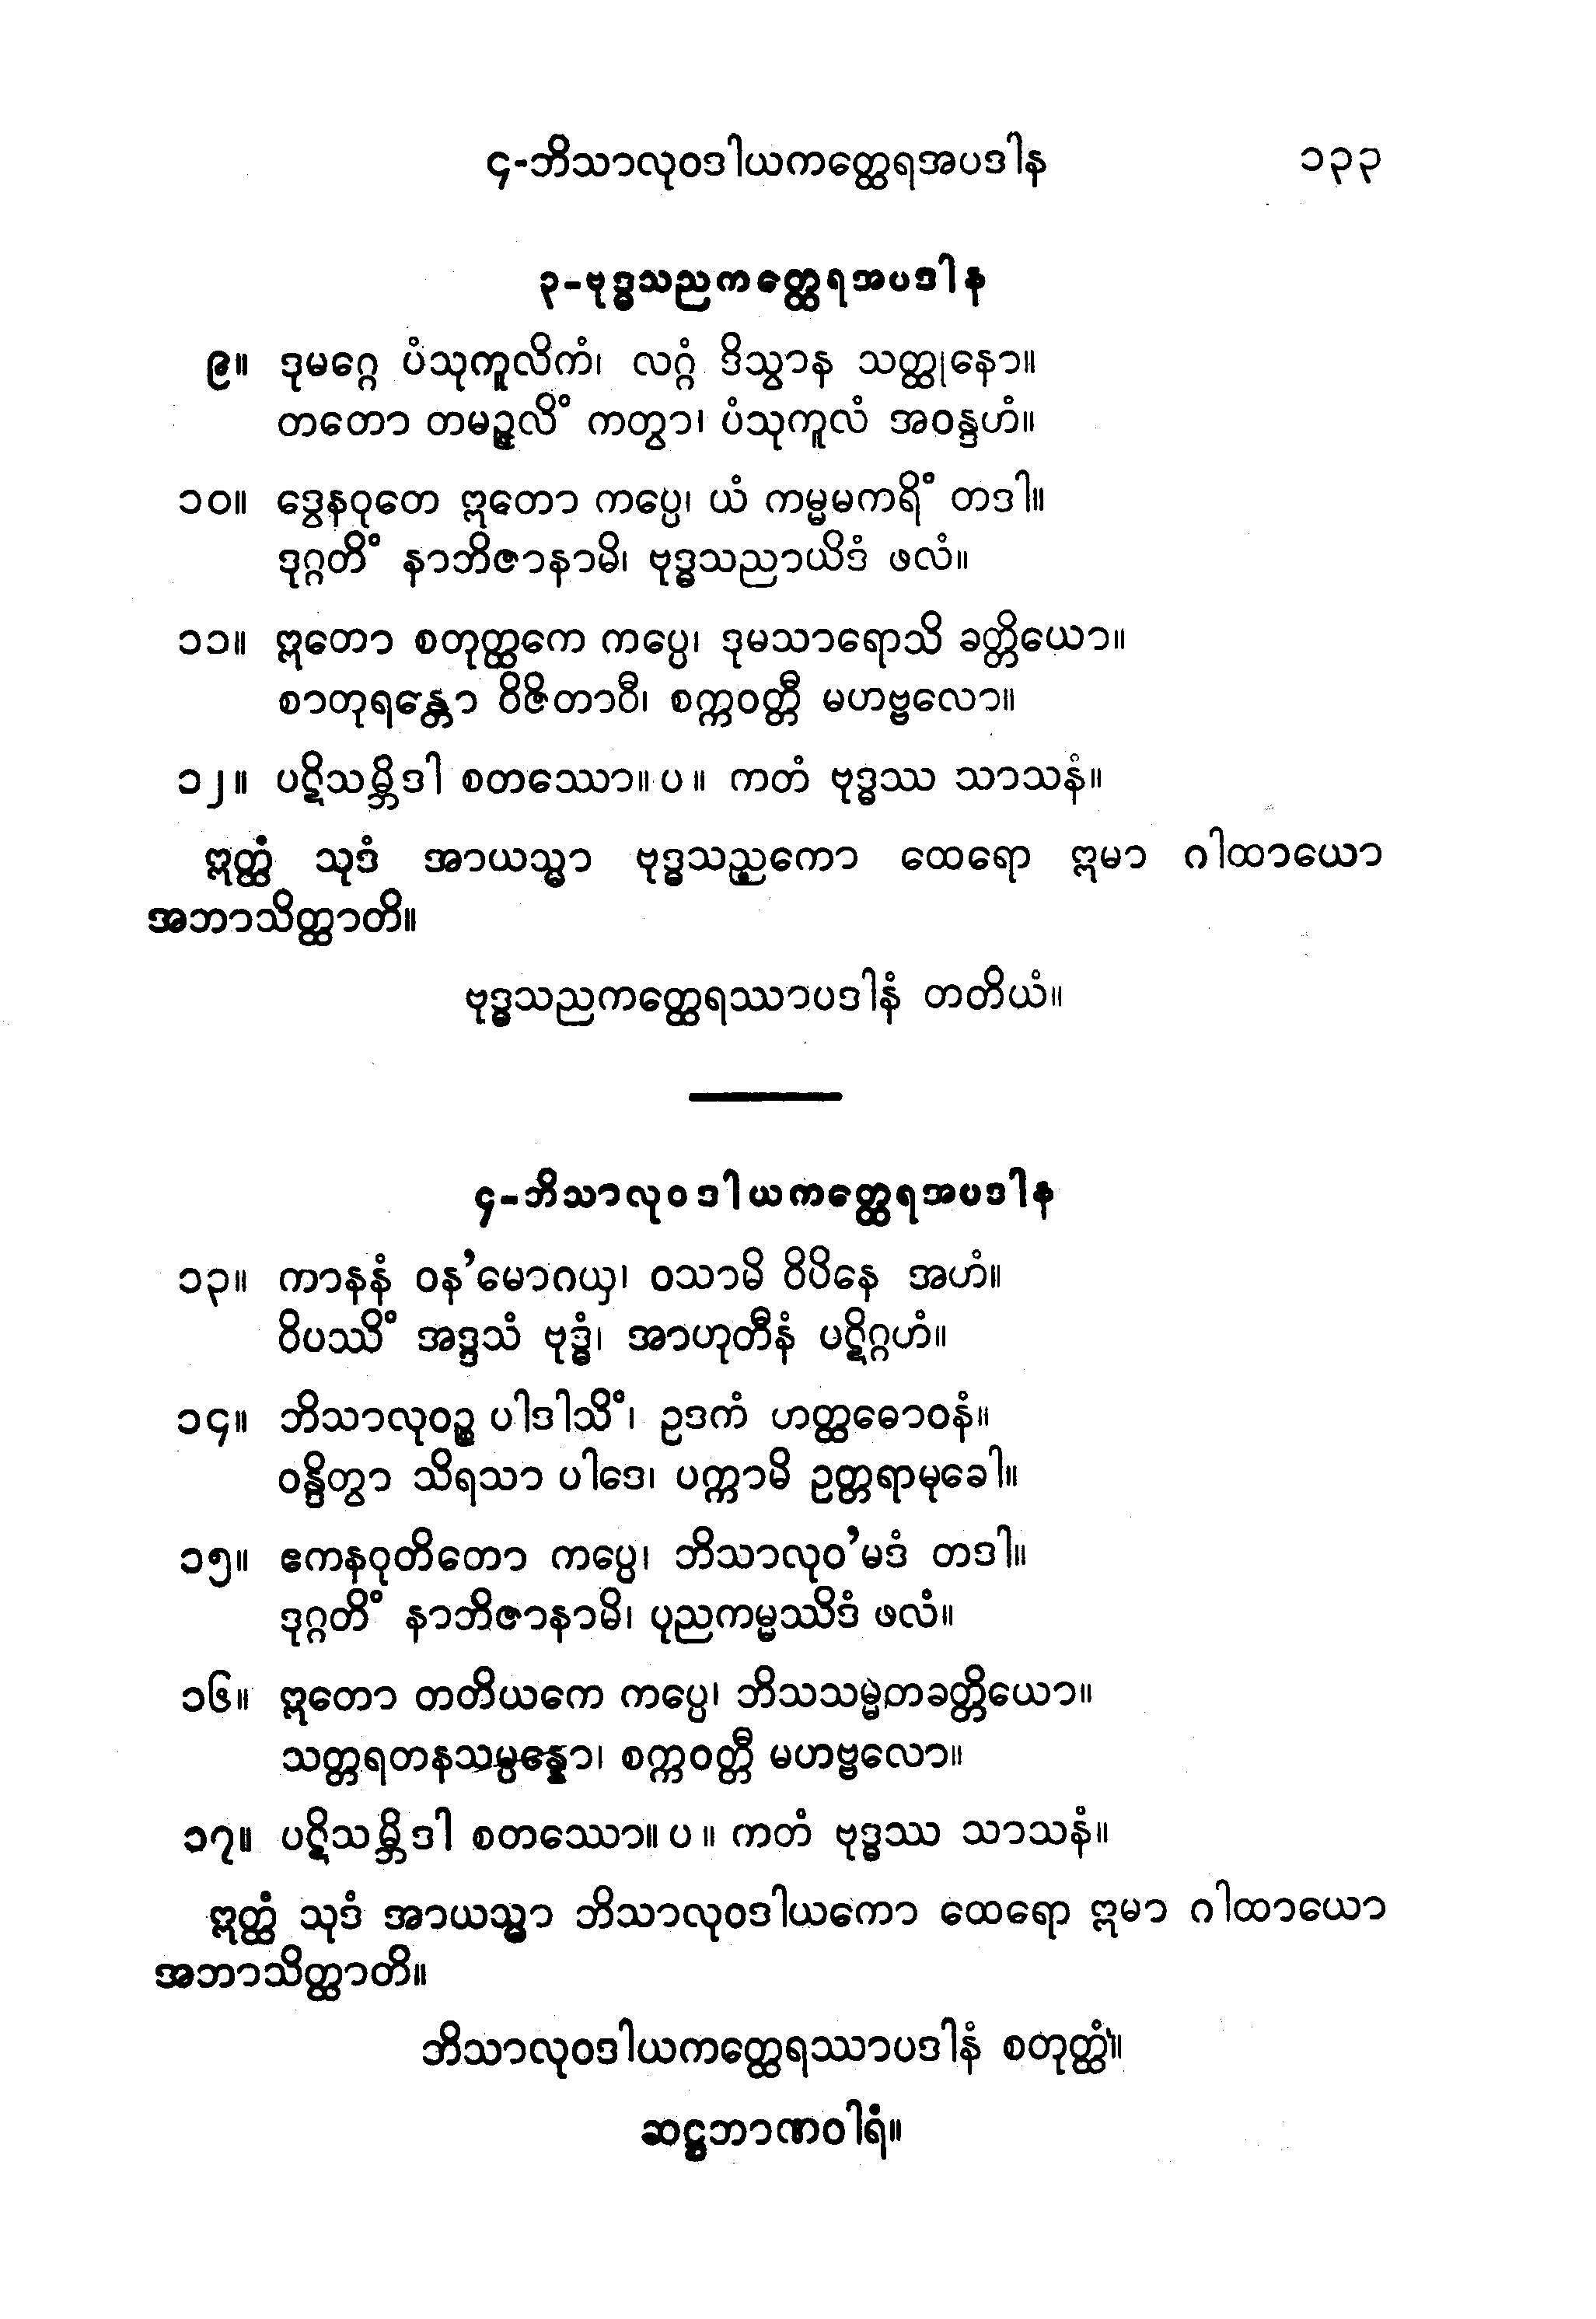 ၄-ဘိသာလုဝဒါယကတ္ထေရအပဒါန ၁၃၃
၃-ဗုဒ္ဓသညကတ္ထေရအပဒါန
၉။ ဒုမဂ္ဂေ ပံသုကူလိကံ၊ လဂ္ဂံ ဒိသွာန သတ္ထုနော။
တတော တမဉ္ဇလိံ ကတွာ၊ ပံသုကူလံ အဝန္ဒဟံ။
၁၀။ ဒွေနဝုတေ ဣတော ကပ္ပေ၊ ယံ ကမ္မမကရိံ တဒါ။
ဒုဂ္ဂတိံ နာဘိဇာနာမိ၊ ဗုဒ္ဓသညာယိဒံ ဖလံ။
၁၁။ ဣတော စတုတ္ထကေ ကပ္ပေ၊ ဒုမသာရောသိ ခတ္တိယော။
စာတုရန္တော ဝိဇိတာဝီ၊ စက္ကဝတ္တီ မဟဗ္ဗလော။
၁၂။ ပဋိသမ္ဘိဒါ စတဿော။ပ။ ကတံ ဗုဒ္ဓဿ သာသနံ။
ဣတ္ထံ သုဒံ အာယသ္မာ ဗုဒ္ဓသညကော ထေရော ဣမာ ဂါထာယော
အဘာသိတ္ထာတိ။
ဗုဒ္ဓသညကတ္ထေရဿာပဒါနံ တတိယံ။
၄-ဘိသာလုဝဒါယကတ္ထေရအပဒါန
၁၃။ ကာနနံ ဝန’မောဂယှ၊ ဝသာမိ ဝိပိနေ အဟံ။
ဝိပဿိံ အဒ္ဒသံ ဗုဒ္ဓံ၊ အာဟုတီနံ ပဋိဂ္ဂဟံ။
၁၄။ ဘိသာလုဝဉ္စ ပါဒါသိံ၊ ဥဒကံ ဟတ္ထဓောဝနံ။
ဝန္ဒိတွာ သိရသာ ပါဒေ၊ ပက္ကာမိ ဥတ္တရာမုခေါ။
၁၅။ ဧကနဝုတိတော ကပ္ပေ၊ ဘိသာလုဝ’မဒံ တဒါ။
ဒုဂ္ဂတိံ နာဘိဇာနာမိ၊ ပုညကမ္မဿိဒံ ဖလံ။
၁၆။ ဣတော တတိယကေ ကပ္ပေ၊ ဘိသသမ္မတခတ္တိယော။
သတ္တရတနသမ္ပန္နော၊ စက္ကဝတ္တီ မဟဗ္ဗလော။
၁၇။ ပဋိသမ္ဘိဒါ စတဿော။ပ။ ကတံ ဗုဒ္ဓဿ သာသနံ။
ဣတ္ထံ သုဒံ အာယသ္မာ ဘိသာလုဝဒါယကော ထေရော ဣမာ ဂါထာယော
အဘာသိတ္ထာတိ။
ဘိသာလုဝဒါယကတ္ထေရဿာပဒါနံ စတုတ္ထံ။
ဆဋ္ဌဘာဏဝါရံ။